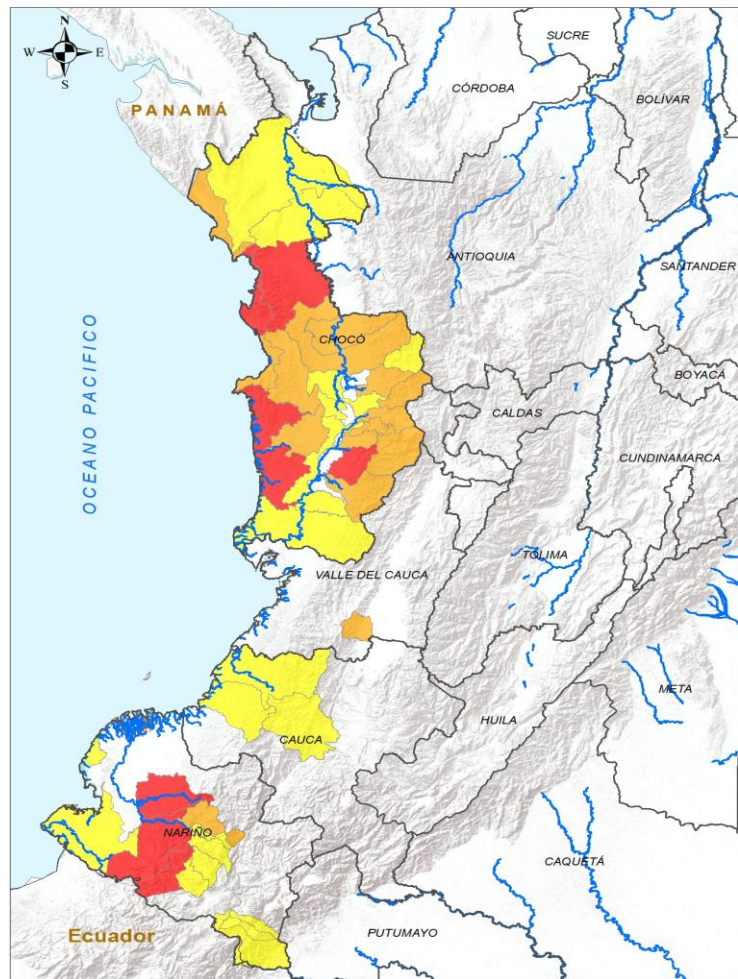 N
W E
S
SUCRE
CÓRDOBA
BOLÍVAR
PANAMÁ
ANTIOQUIA
SANTANDER
OCEANO PACIFICO
CHOCÓ
BOYACÁ
CALDAS
CUNDINAMARCA
TOLIMA
VALLE DEL CAUCA
META
HUILA
CAUCA
NARIÑO
CAQUETÁ
Ecuador
PUTUMAYO